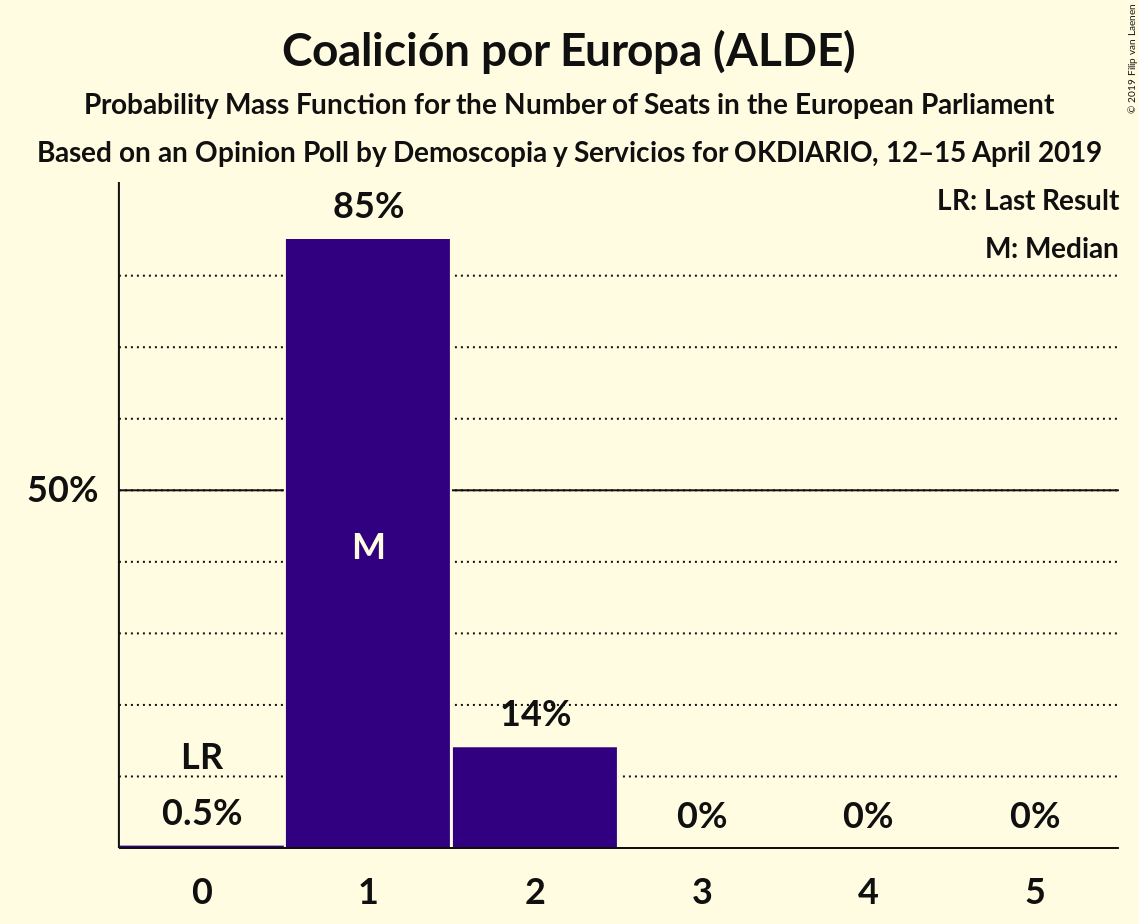 Coalición por Europa (ALDE)
Probability Mass Function for the Number of Seats in the European Parliament
Based on an Opinion Poll by Demoscopia y Servicios for OKDIARIO, 12–15 April 2019
© 2019 Filip van Laenen
LR: Last Result
M: Median
85%
50%
M
14%
LR
0.5%
0%
0%
0%
0
1
2
3
4
5